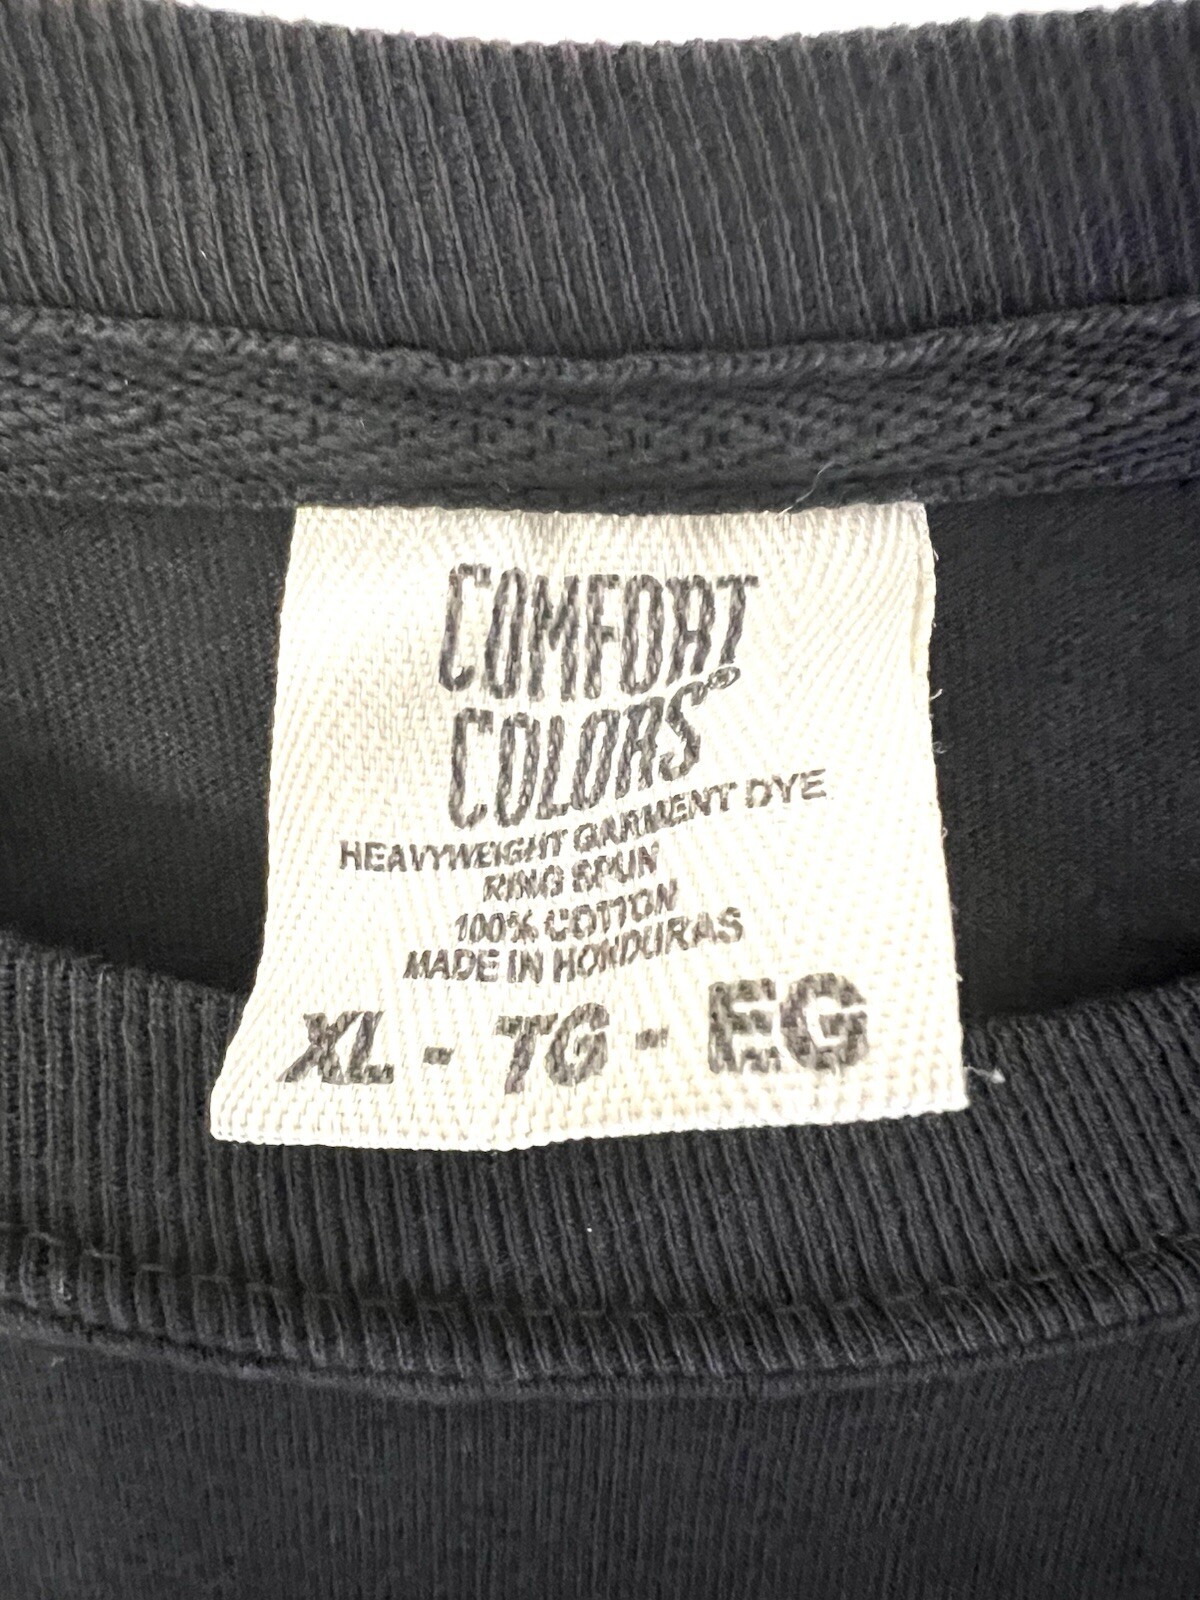 COMFORT
COLORS®
HEAVYWEIGHT GARMENT DYE
RING SPUN
100% COTTON
MADE IN HONDURAS
XL - TG - EG